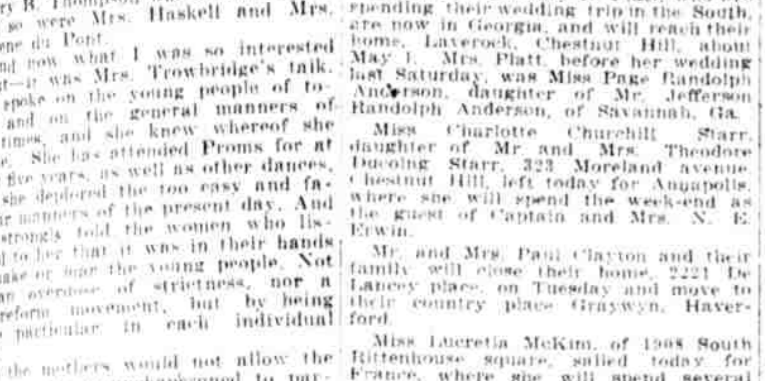 so were Mrs. Haskell and Mrs.
du Pont.
now what I was so interested
it was Mrs. Trowbridge's talk.
spoke on the young people of to-
and on the general manners of
times, and she knew whereof she
She has attended Proms for at
five years, as well as other dances,
she deplored the too easy and fa-
manners of the present day. And
strongly told the women who lis-
to her that it was in their hands
or mar the young people. Not
overdose of strictness, nor a
reform movement, but by being
particular in each individual
the mothers would not allow the
to par-
spending their wedding trip in the South,
are now in Georgia, and will reach their
home, Laverock, Chestnut Hill, about
May 1. Mrs. Platt, before her wedding
last Saturday, was Miss Page Randolph
Anderson, daughter of Mr. Jefferson
Randolph Anderson, of Savannah, Ga.
Miss Charlotte Churchill Starr,
daughter of Mr. and Mrs. Theodore
Ducoing Starr, 323 Moreland avenue,
Chestnut Hill, left today for Annapolis,
where she will spend the week-end as
the guest of Captain and Mrs. N. E.
Erwin.
Mr. and Mrs. Paul Clayton and their
family will close their home, 2221 De
Lancey place, on Tuesday and move to
their country place Graywyn, Haver-
ford.
Miss Lucretia McKim, of 1908 South
Rittenhouse square, sailed today for
France, where she will spend several